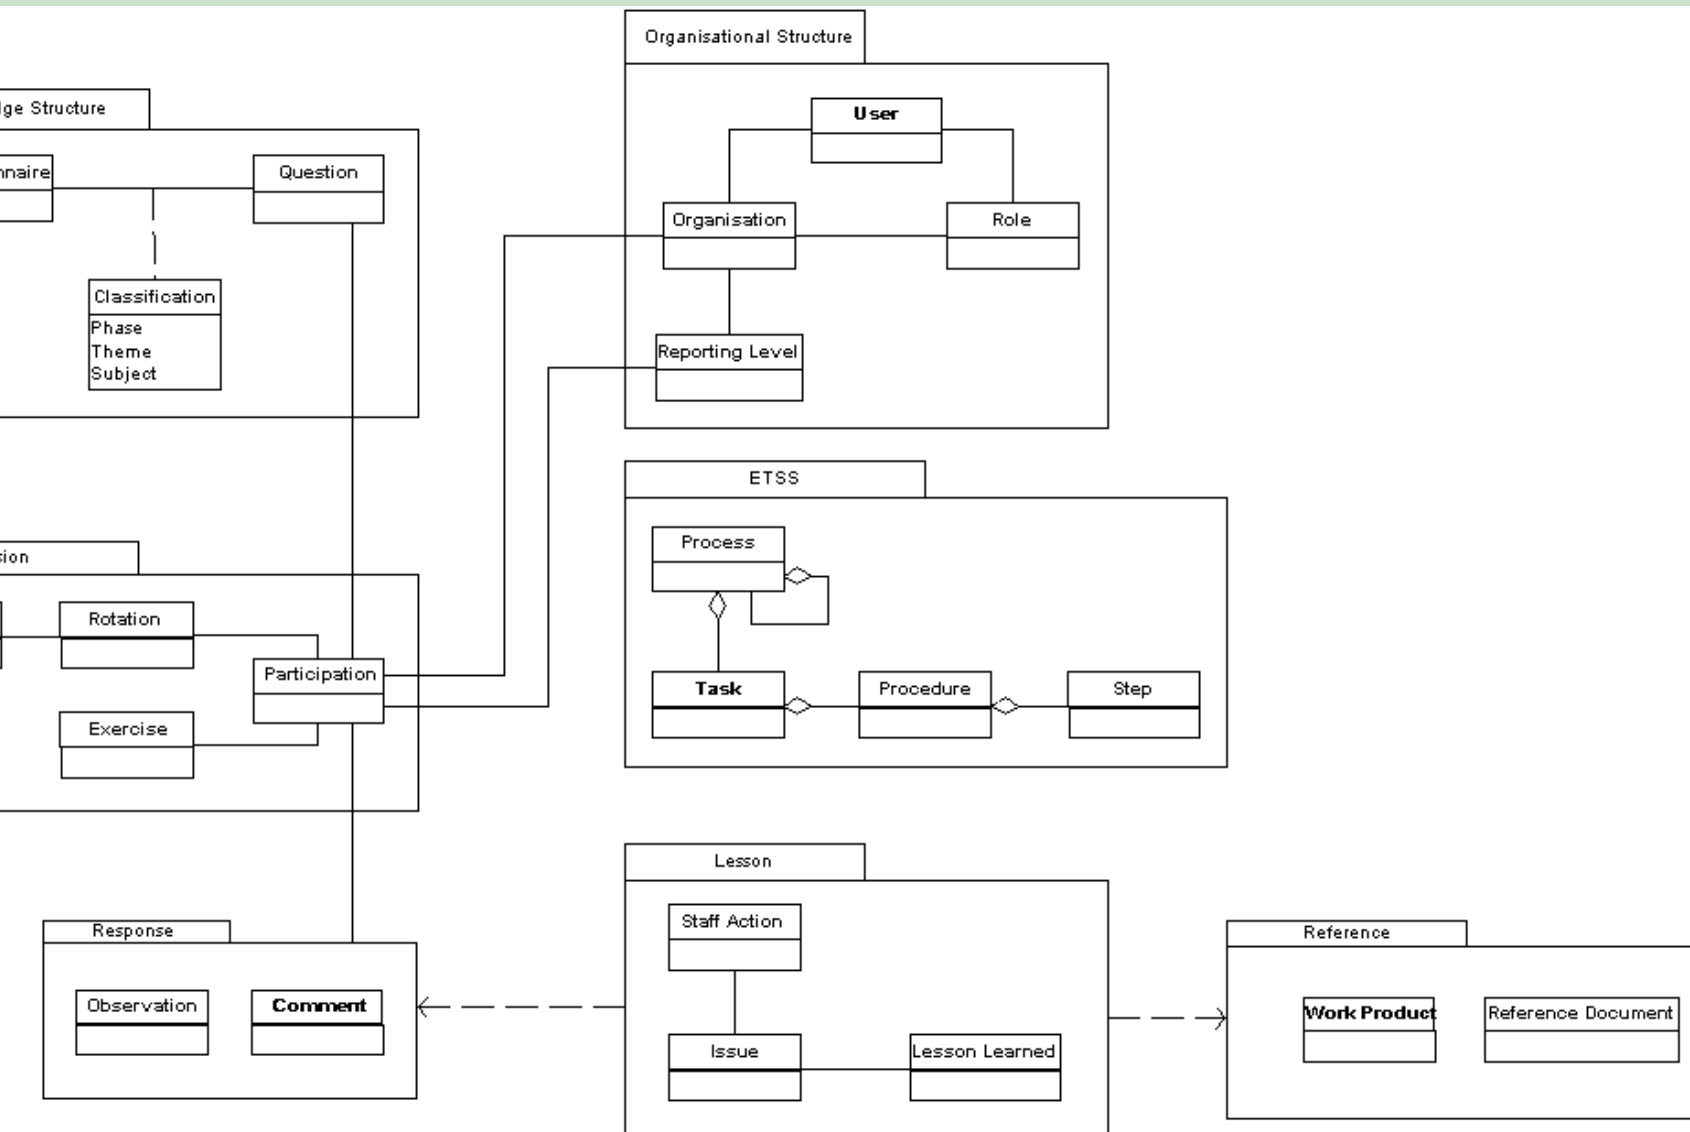 Organisational Structure
User
Organisation
Role
Reporting Level
lge Structure
nnaire
Question
Classification
Phase
Theme
Subject
ETSS
Process
Task
Procedure
Step
sion
Rotation
Participation
Exercise
Lesson
Staff Action
Issue
Lesson Learned
Response
Observation
Comment
Reference
Work Product
Reference Document